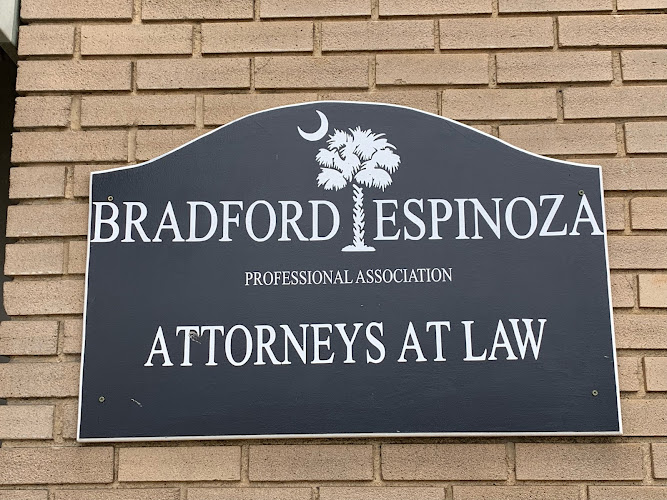 BRADFORD ESPINOZA
PROFESSIONAL ASSOCIATION
ATTORNEYS AT LAW